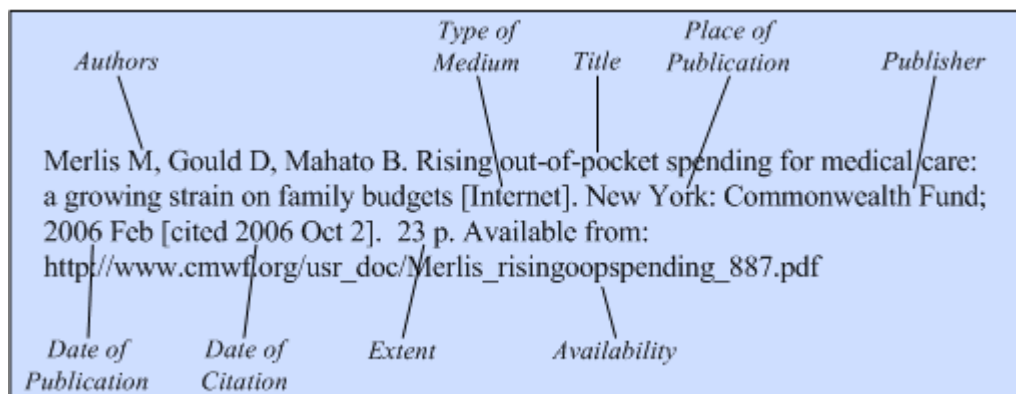 Type of Place of
Authors Medium Title Publication Publisher
Merlis M, Gould D, Mahato B. Rising out-of-pocket spending for medical care:
a growing strain on family budgets [Internet]. New York: Commonwealth Fund;
2006 Feb [cited 2006 Oct 2]. 23 p. Available from:
http://www.cmwf.org/usr_doc/Merlis_risingoopspending_887.pdf
Date of Date of Extent Availability
Publication Citation